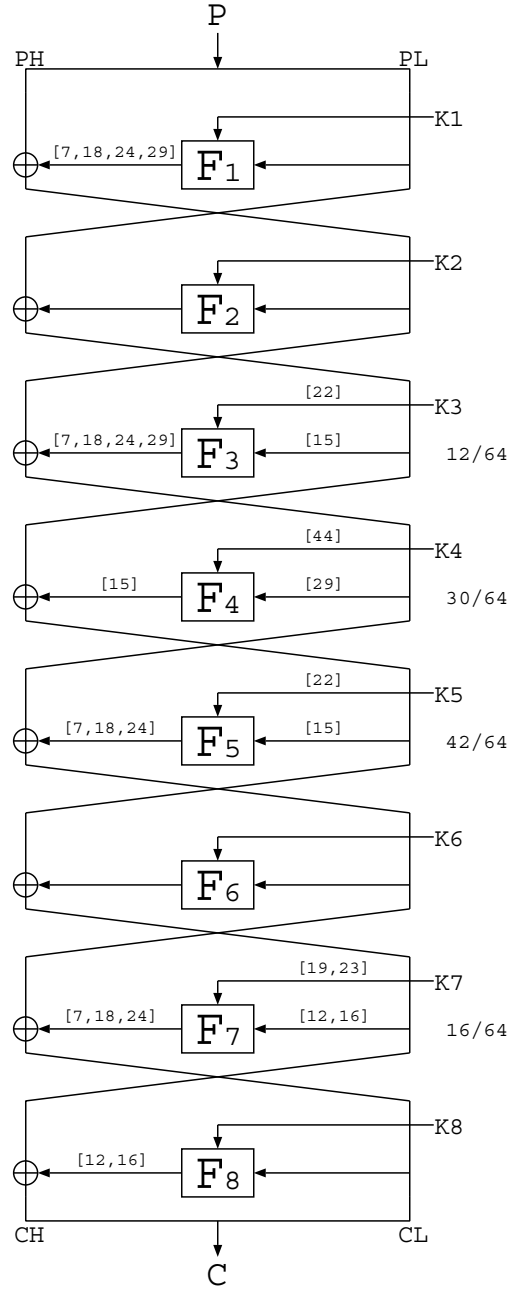 P
PH PL
K1
[7,18,24,29] F1
K2
F2
[22] K3
[7,18,24,29] F3 [15] 12/64
[44] K4
[15] F4 [29] 30/64
[22] K5
[7,18,24] F5 [15] 42/64
K6
F6
[19,23] K7
[7,18,24] F7 [12,16] 16/64
K8
[12,16] F8
CH CL
C